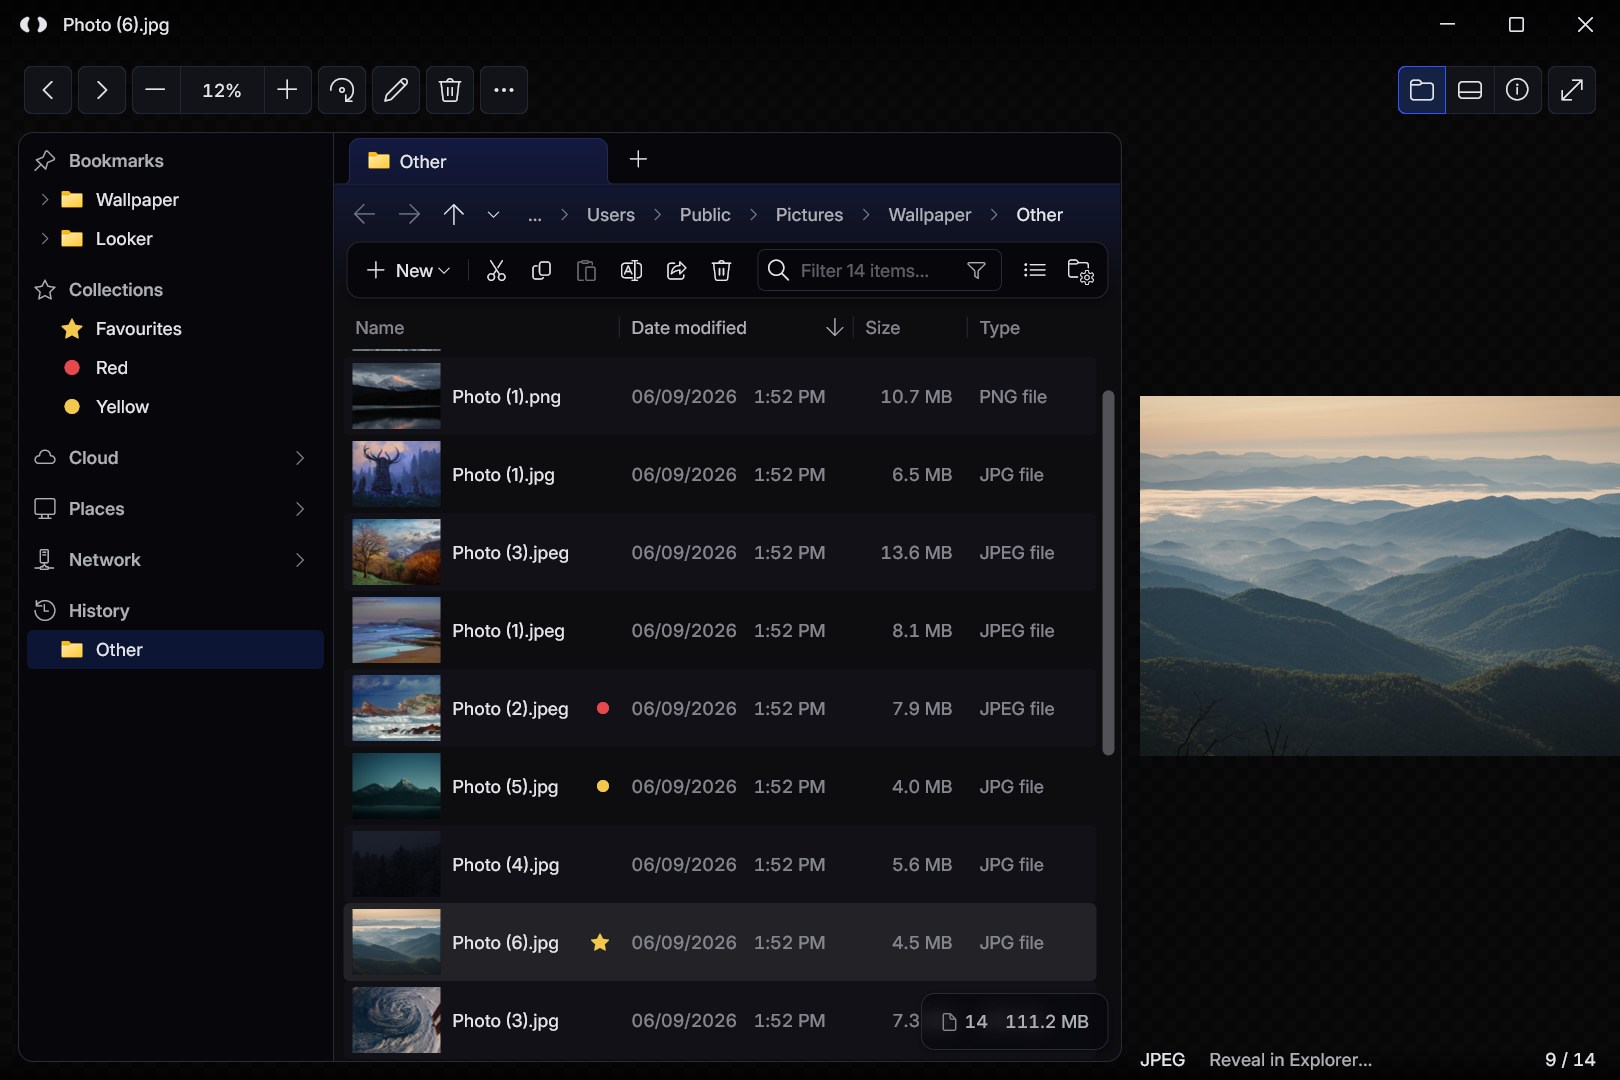 Photo (6).jpg
12%
Bookmarks
Wallpaper
Looker
Collections
Favourites
Red
Yellow
Cloud
Places
Network
History
Other
Other
... Users Public Pictures Wallpaper Other
New Filter 14 items...
Name Date modified Size Type
Photo (1).png 06/09/2026 1:52 PM 10.7 MB PNG file
Photo (1).jpg 06/09/2026 1:52 PM 6.5 MB JPG file
Photo (3).jpeg 06/09/2026 1:52 PM 13.6 MB JPEG file
Photo (1).jpeg 06/09/2026 1:52 PM 8.1 MB JPEG file
Photo (2).jpeg 06/09/2026 1:52 PM 7.9 MB JPEG file
Photo (5).jpg 06/09/2026 1:52 PM 4.0 MB JPG file
Photo (4).jpg 06/09/2026 1:52 PM 5.6 MB JPG file
Photo (6).jpg 06/09/2026 1:52 PM 4.5 MB JPG file
Photo (3).jpg 06/09/2026 1:52 PM 7.3
14 111.2 MB
JPEG Reveal in Explorer... 9 / 14